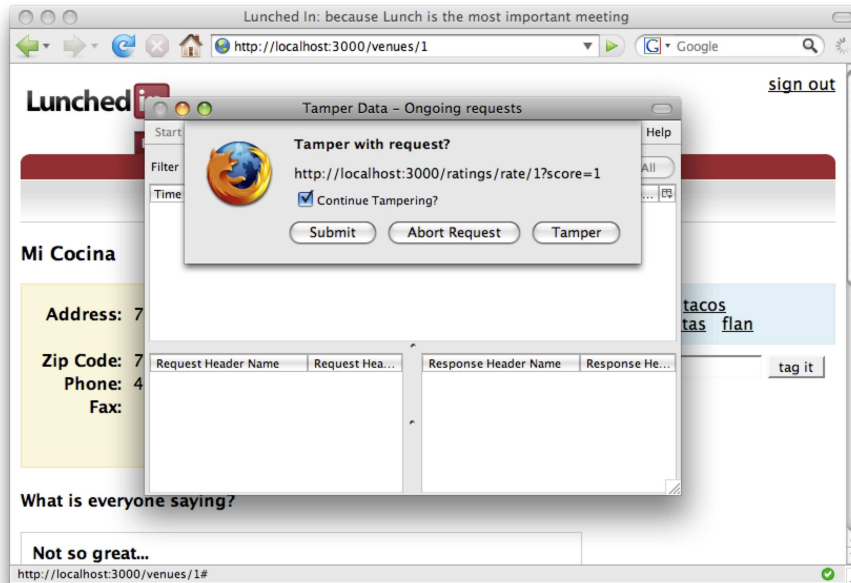 Lunched In: because Lunch is the most important meeting
http://localhost:3000/venues/1
G Google
sign out
Lunched in
Tamper Data – Ongoing requests
Start
Help
Tamper with request?
http://localhost:3000/ratings/rate/1?score=1
Continue Tampering?
Submit Abort Request Tamper
Filter
All
Time
...
Mi Cocina
Address: 7
tacos
tas flan
Zip Code: 7
Phone: 4
Fax:
Request Header Name Request Hea... Response Header Name Response He...
tag it
What is everyone saying?
Not so great...
http://localhost:3000/venues/1#